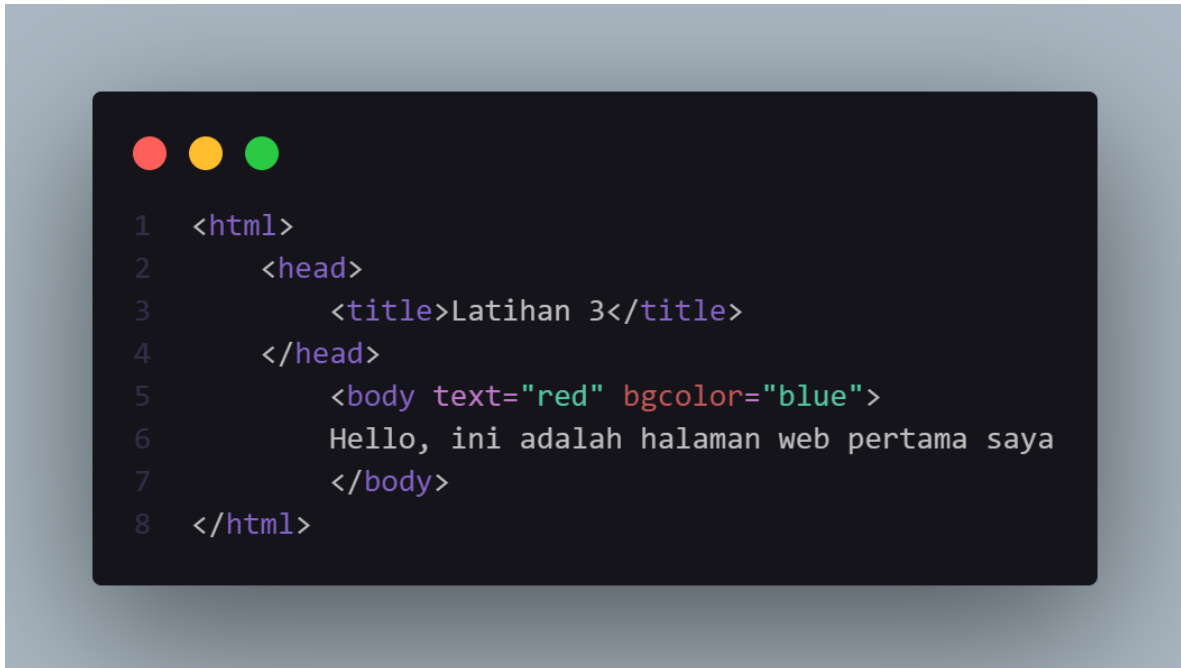 1 <html>
2 <head>
3 <title>Latihan 3</title>
4 </head>
5 <body text="red" bgcolor="blue">
6 Hello, ini adalah halaman web pertama saya
7 </body>
8 </html>